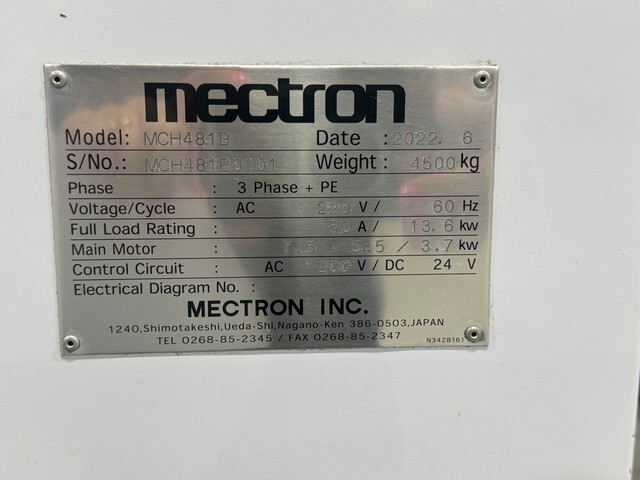 mectron
Model: MCH481B Date : 2022. 6
S/No.: MCH481B0101 Weight : 4500 kg
Phase : 3 Phase + PE
Voltage/Cycle : AC 220 V / 60 Hz
Full Load Rating : A / 13.6 kw
Main Motor : 5.5 / 3.7 kw
Control Circuit : AC V / DC 24 V
Electrical Diagram No. :
MECTRON INC.
1240,Shimotakeshi,Ueda-Shi,Nagano-Ken 386-0503,JAPAN
TEL 0268-85-2345 / FAX 0268-85-2347
N3428161